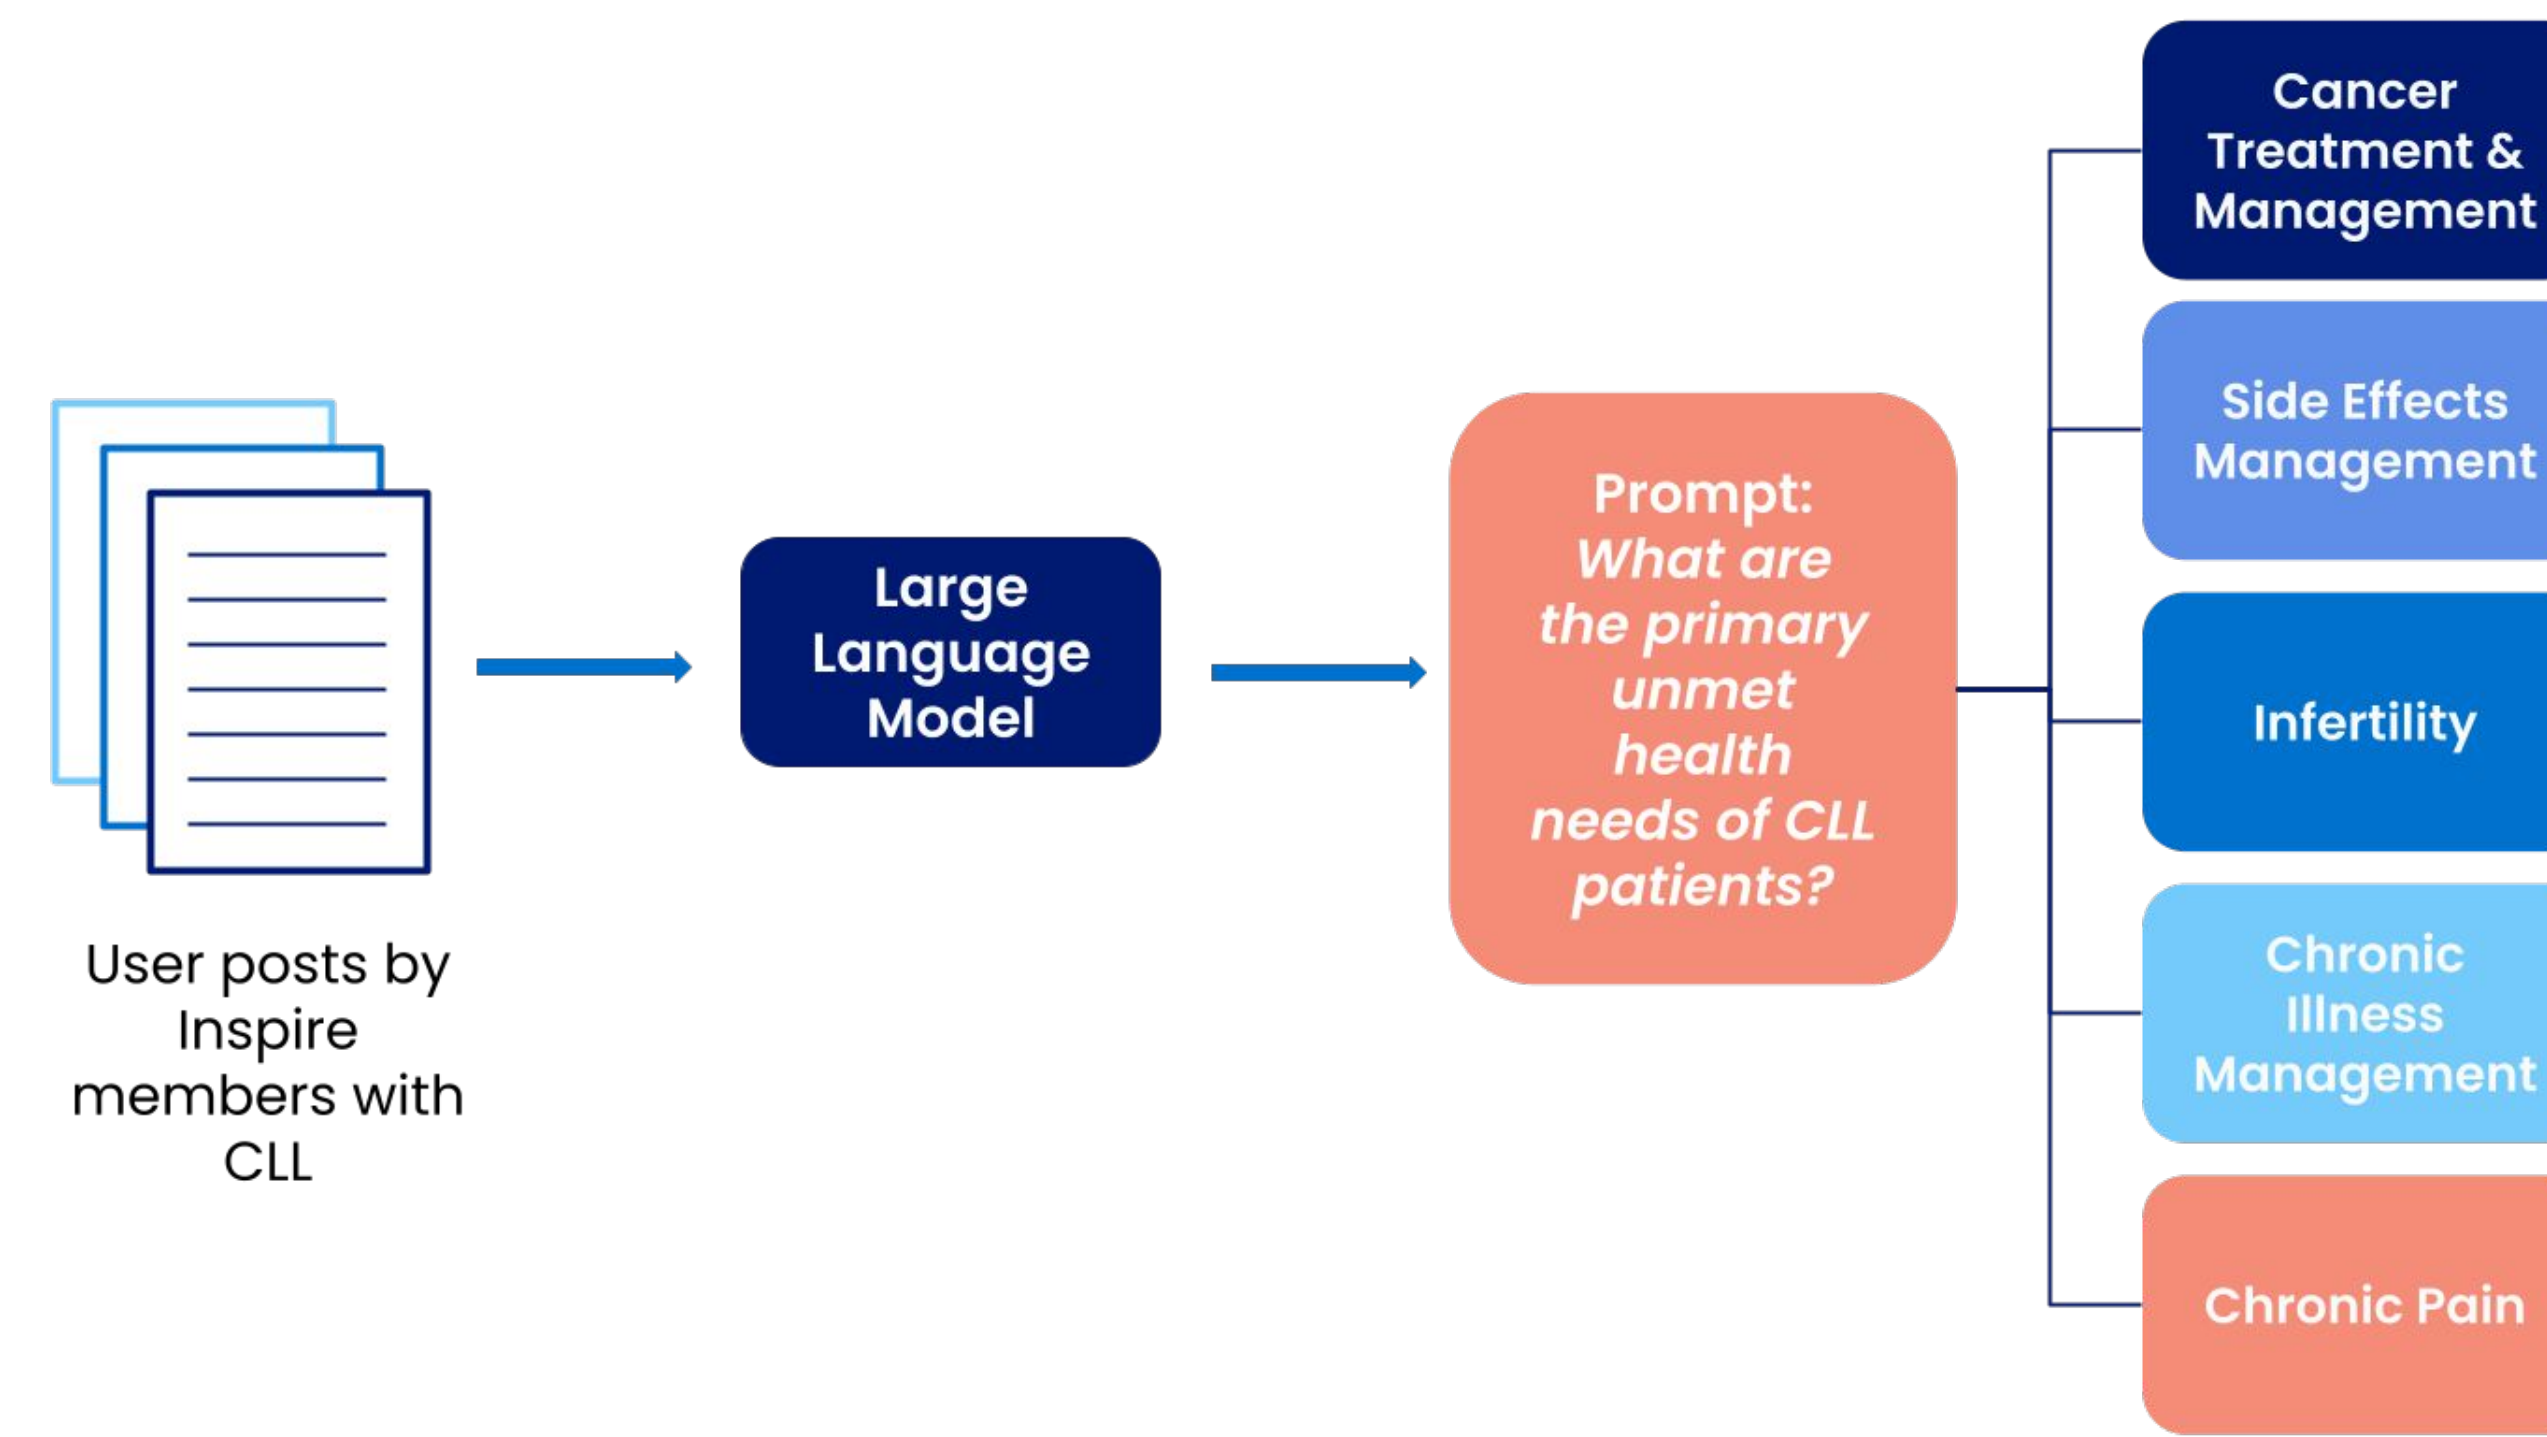 User posts by
Inspire
members with
CLL
Large
Language
Model
Prompt:
What are
the primary
unmet
health
needs of CLL
patients?
Cancer
Treatment &
Management
Side Effects
Management
Infertility
Chronic
Illness
Management
Chronic Pain